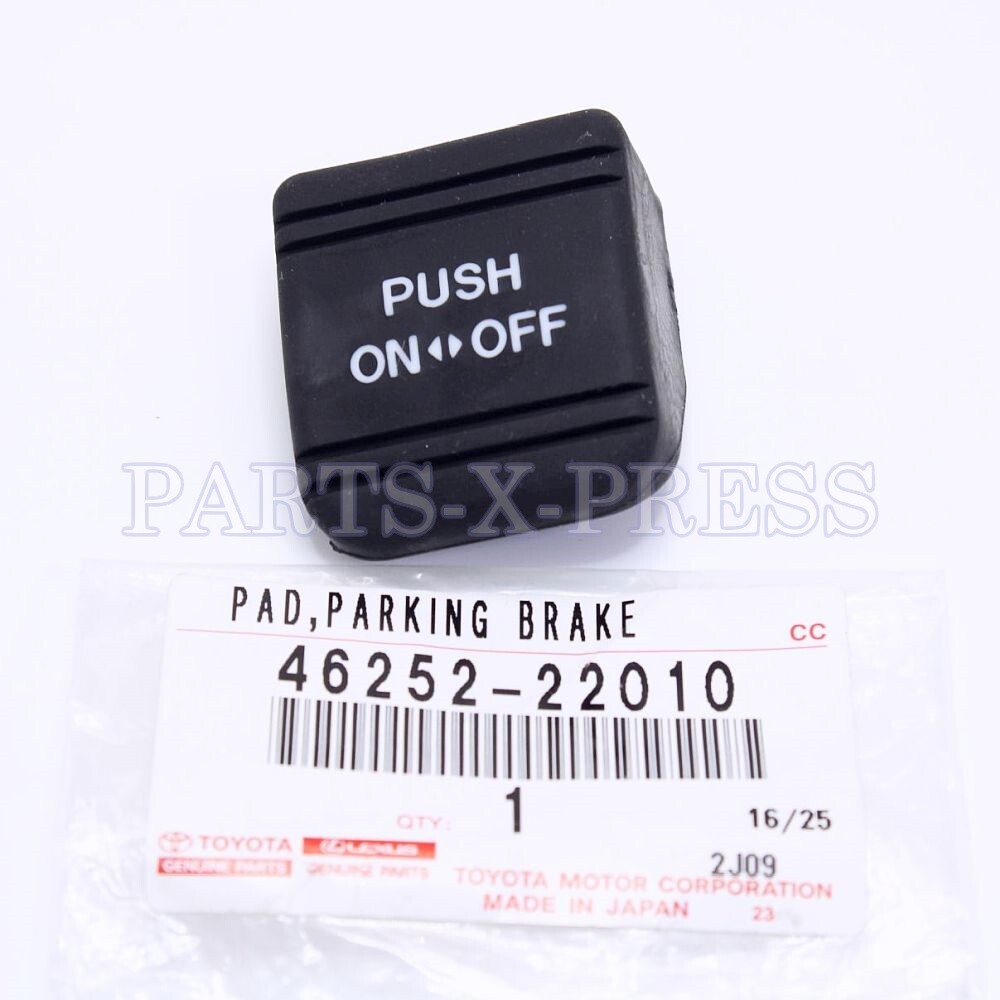 PUSH
ON OFF
PARTS-X-PRESS
PAD,PARKING BRAKE
CC
46252-22010
QTY: 1
16/25
TOYOTA LEXUS
GENUINE PARTS GENUINE PARTS
2J09
TOYOTA MOTOR CORPORATION
MADE IN JAPAN 23